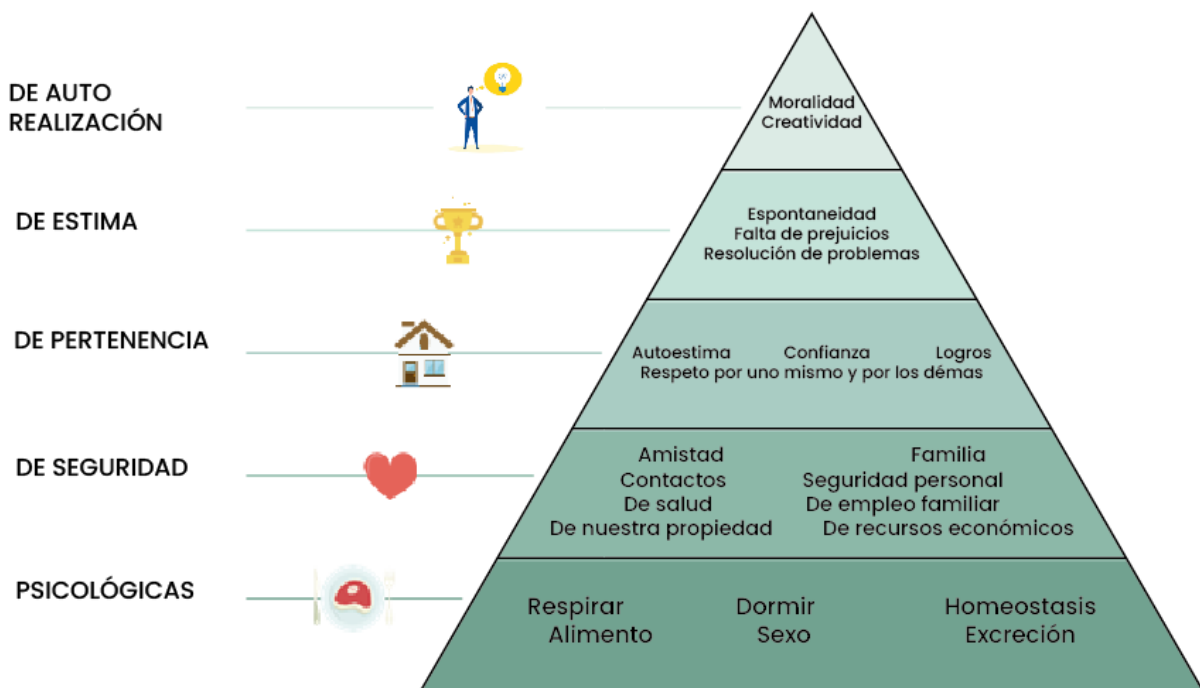 DE AUTO
REALIZACIÓN
Moralidad
Creatividad
DE ESTIMA
Espontaneidad
Falta de prejuicios
Resolución de problemas
DE PERTENENCIA
Autoestima Confianza Logros
Respeto por uno mismo y por los démas
DE SEGURIDAD
Amistad Familia
Contactos Seguridad personal
De salud De empleo familiar
De nuestra propiedad De recursos económicos
PSICOLÓGICAS
Respirar Dormir Homeostasis
Alimento Sexo Excreción